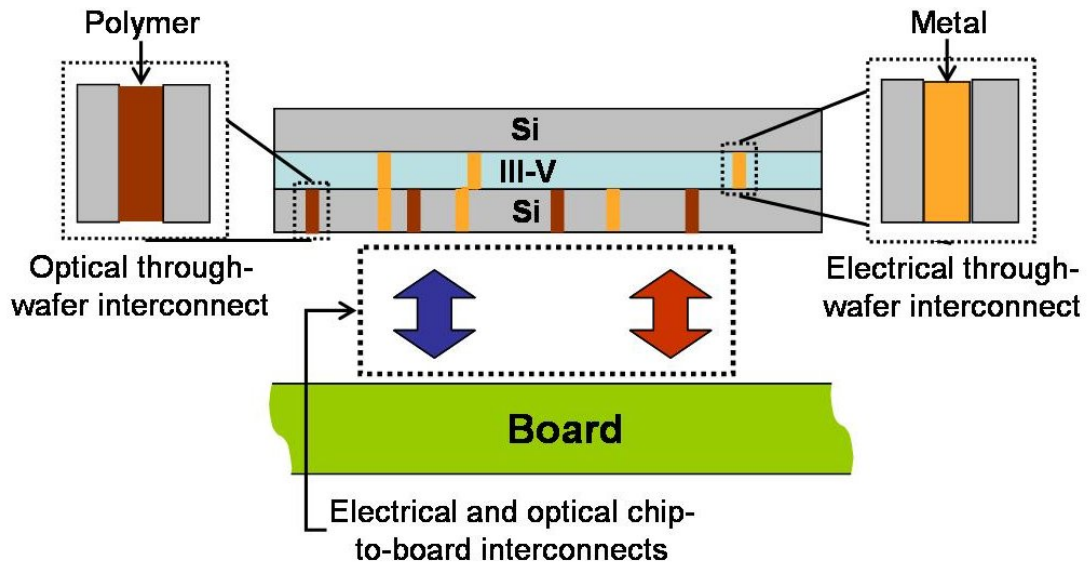 Polymer
Metal
Si
III-V
Si
Optical through-
wafer interconnect
Electrical through-
wafer interconnect
Board
Electrical and optical chip-
to-board interconnects